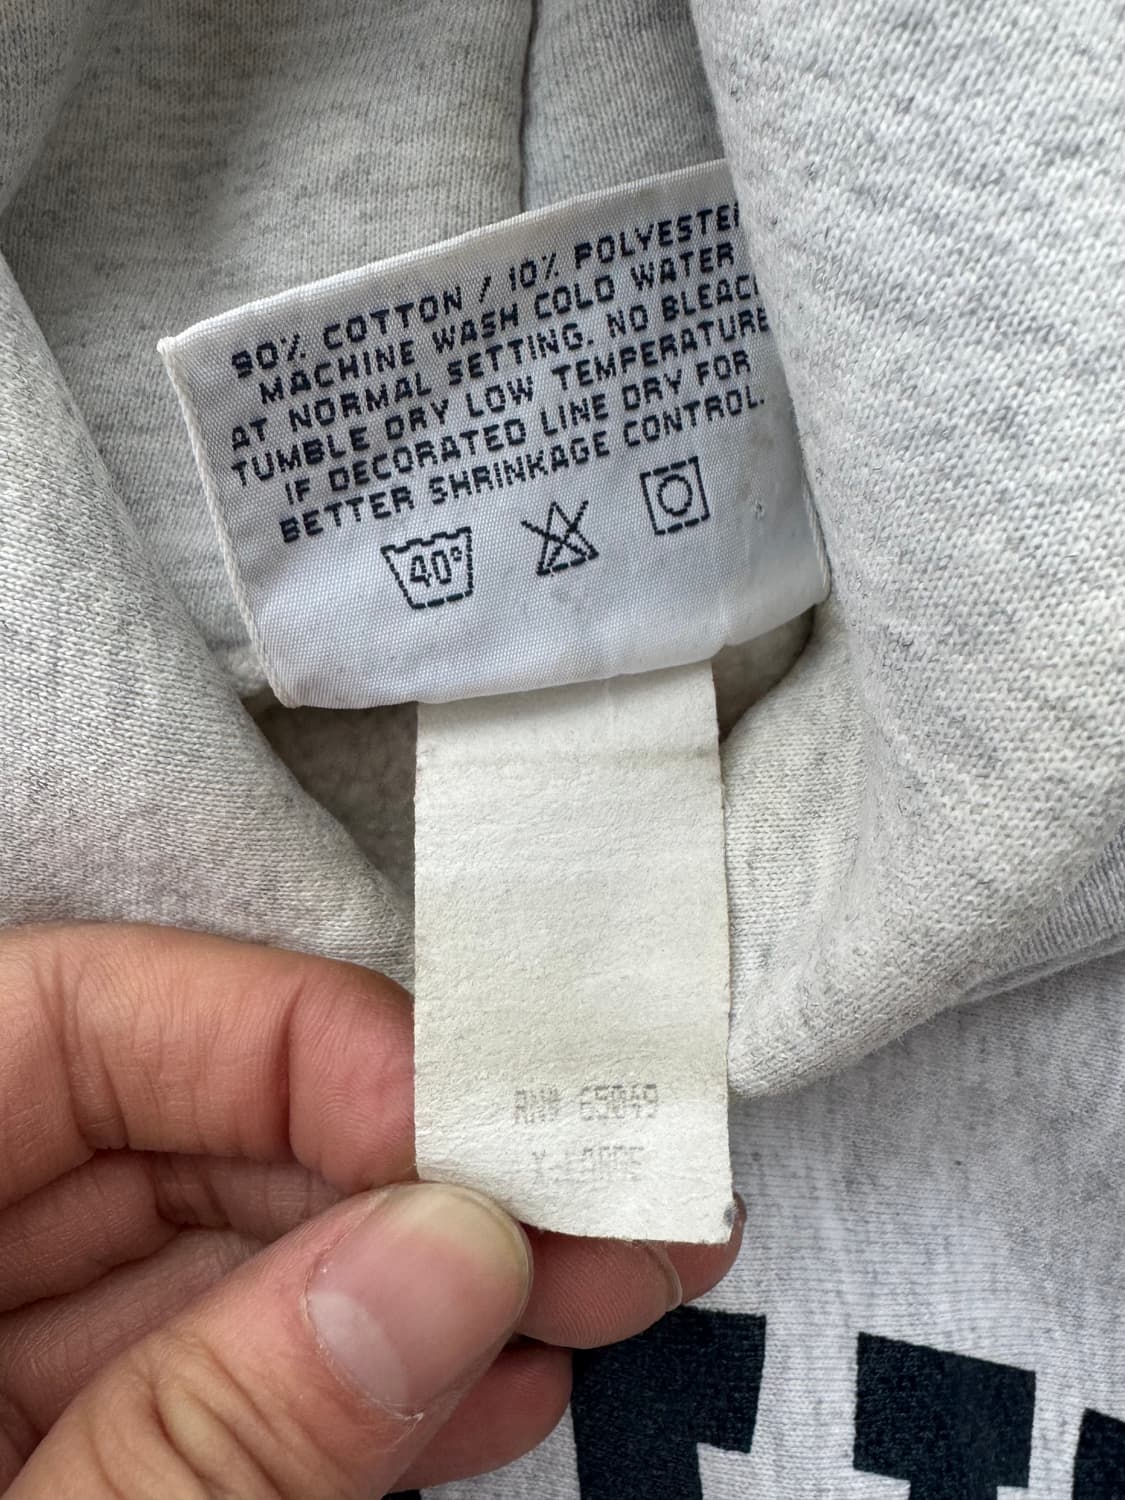 90% COTTON / 10% POLYESTER
MACHINE WASH COLD WATER
AT NORMAL SETTING. NO BLEACH
TUMBLE DRY LOW TEMPERATURE
IF DECORATED LINE DRY FOR
BETTER SHRINKAGE CONTROL.
40°
RN# 65049
X-LARGE